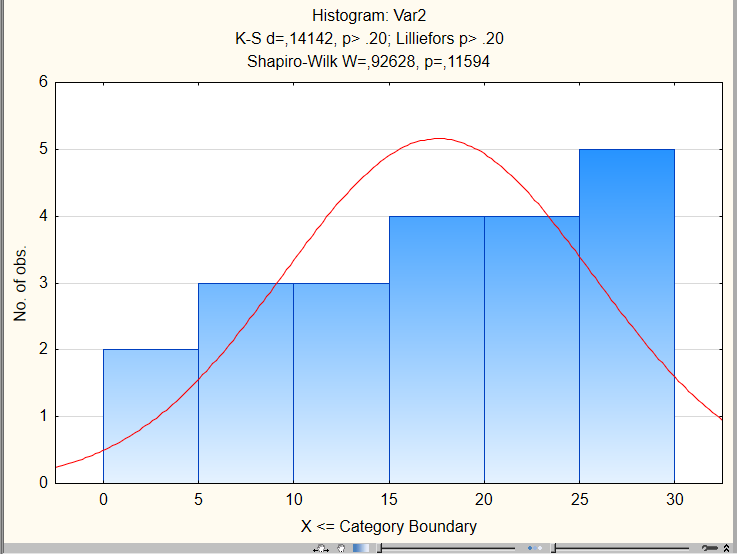 Histogram: Var2
K-S d=,14142, p> .20; Lilliefors p> .20
Shapiro-Wilk W=,92628, p=,11594
6
5
4
3
2
1
0
No. of obs.
0 5 10 15 20 25 30
X <= Category Boundary